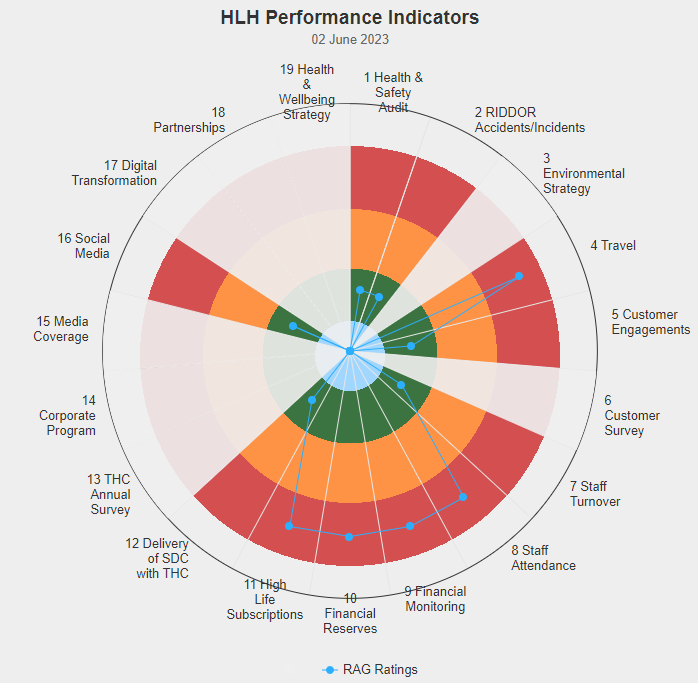 HLH Performance Indicators
02 June 2023
19 Health
&
Wellbeing
Strategy
1 Health &
Safety
Audit
2 RIDDOR
Accidents/Incidents
3
Environmental
Strategy
4 Travel
5 Customer
Engagements
6
Customer
Survey
7 Staff
Turnover
8 Staff
Attendance
9 Financial
Monitoring
10
Financial
Reserves
11 High
Life
Subscriptions
12 Delivery
of SDC
with THC
13 THC
Annual
Survey
14
Corporate
Program
15 Media
Coverage
16 Social
Media
17 Digital
Transformation
18
Partnerships
RAG Ratings